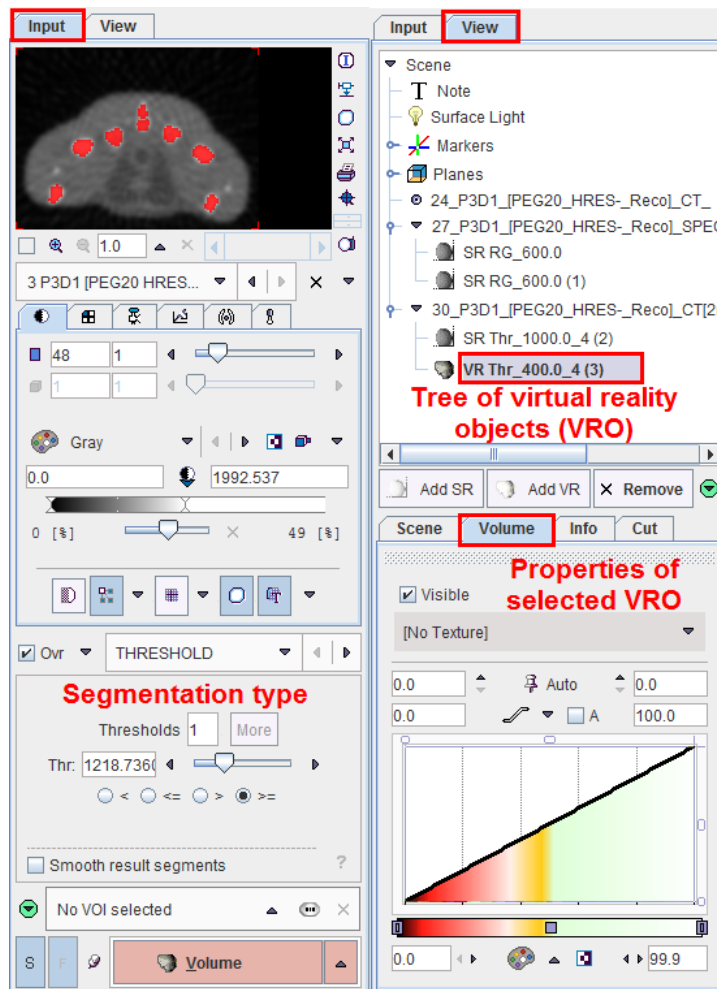 Input
View
1.0
3 P3D1 [PEG20 HRES...
48
1
1
1
Gray
0.0
1992.537
0 [%]
49 [%]
Ovr
THRESHOLD
Segmentation type
Thresholds
1
More
Thr:
1218.736
< <= > >=
Smooth result segments
?
No VOI selected
S
F
Volume
Input
View
Scene
T Note
Surface Light
Markers
Planes
24_P3D1_[PEG20_HRES-_Reco]_CT_
27_P3D1_[PEG20_HRES-_Reco]_SPEC
SR RG_600.0
SR RG_600.0 (1)
30_P3D1_[PEG20_HRES-_Reco]_CT[2
SR Thr_1000.0_4 (2)
VR Thr_400.0_4 (3)
Tree of virtual reality
objects (VRO)
Add SR
Add VR
Remove
Scene
Volume
Info
Cut
Properties of
selected VRO
Visible
[No Texture]
0.0
Auto
0.0
0.0
A
100.0
0.0
99.9